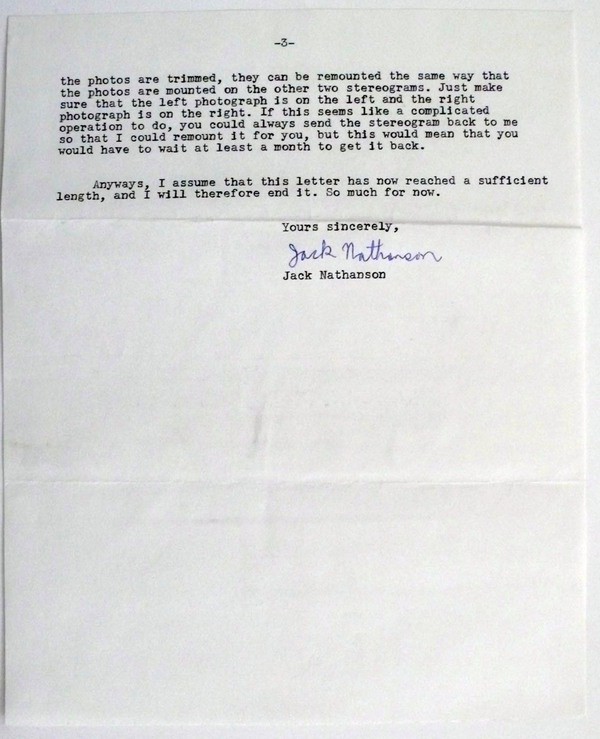 -3-
the photos are trimmed, they can be remounted the same way that
the photos are mounted on the other two stereograms. Just make
sure that the left photograph is on the left and the right
photograph is on the right. If this seems like a complicated
operation to do, you could always send the stereogram back to me
so that I could remount it for you, but this would mean that you
would have to wait at least a month to get it back.
Anyways, I assume that this letter has now reached a sufficient
length, and I will therefore end it. So much for now.
Yours sincerely,
Jack Nathanson
Jack Nathanson